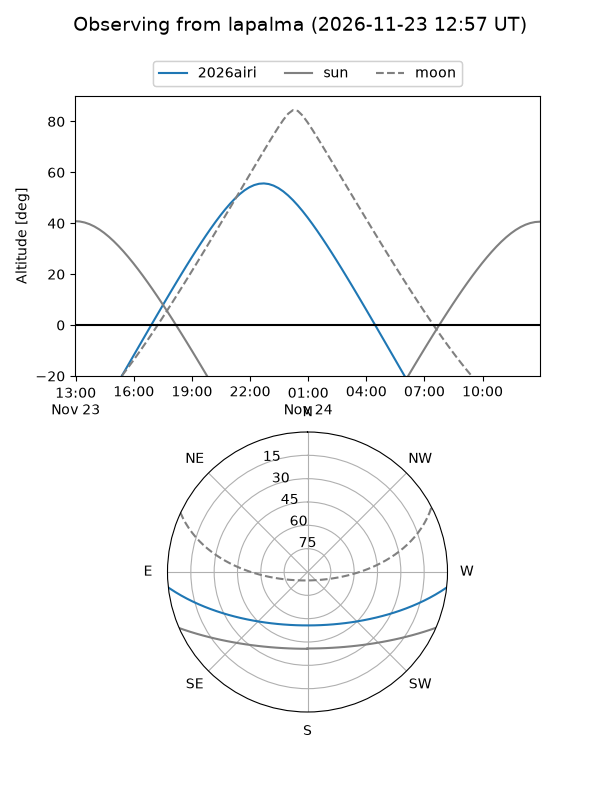 Observing from lapalma (2026-11-23 12:57 UT)
2026airi sun moon
Altitude [deg]
80
60
40
20
0
−20
13:00 16:00 19:00 22:00 01:00 04:00 07:00 10:00
Nov 23 Nov 24
N
NE NW
15
30
45
60
75
E W
SE SW
S